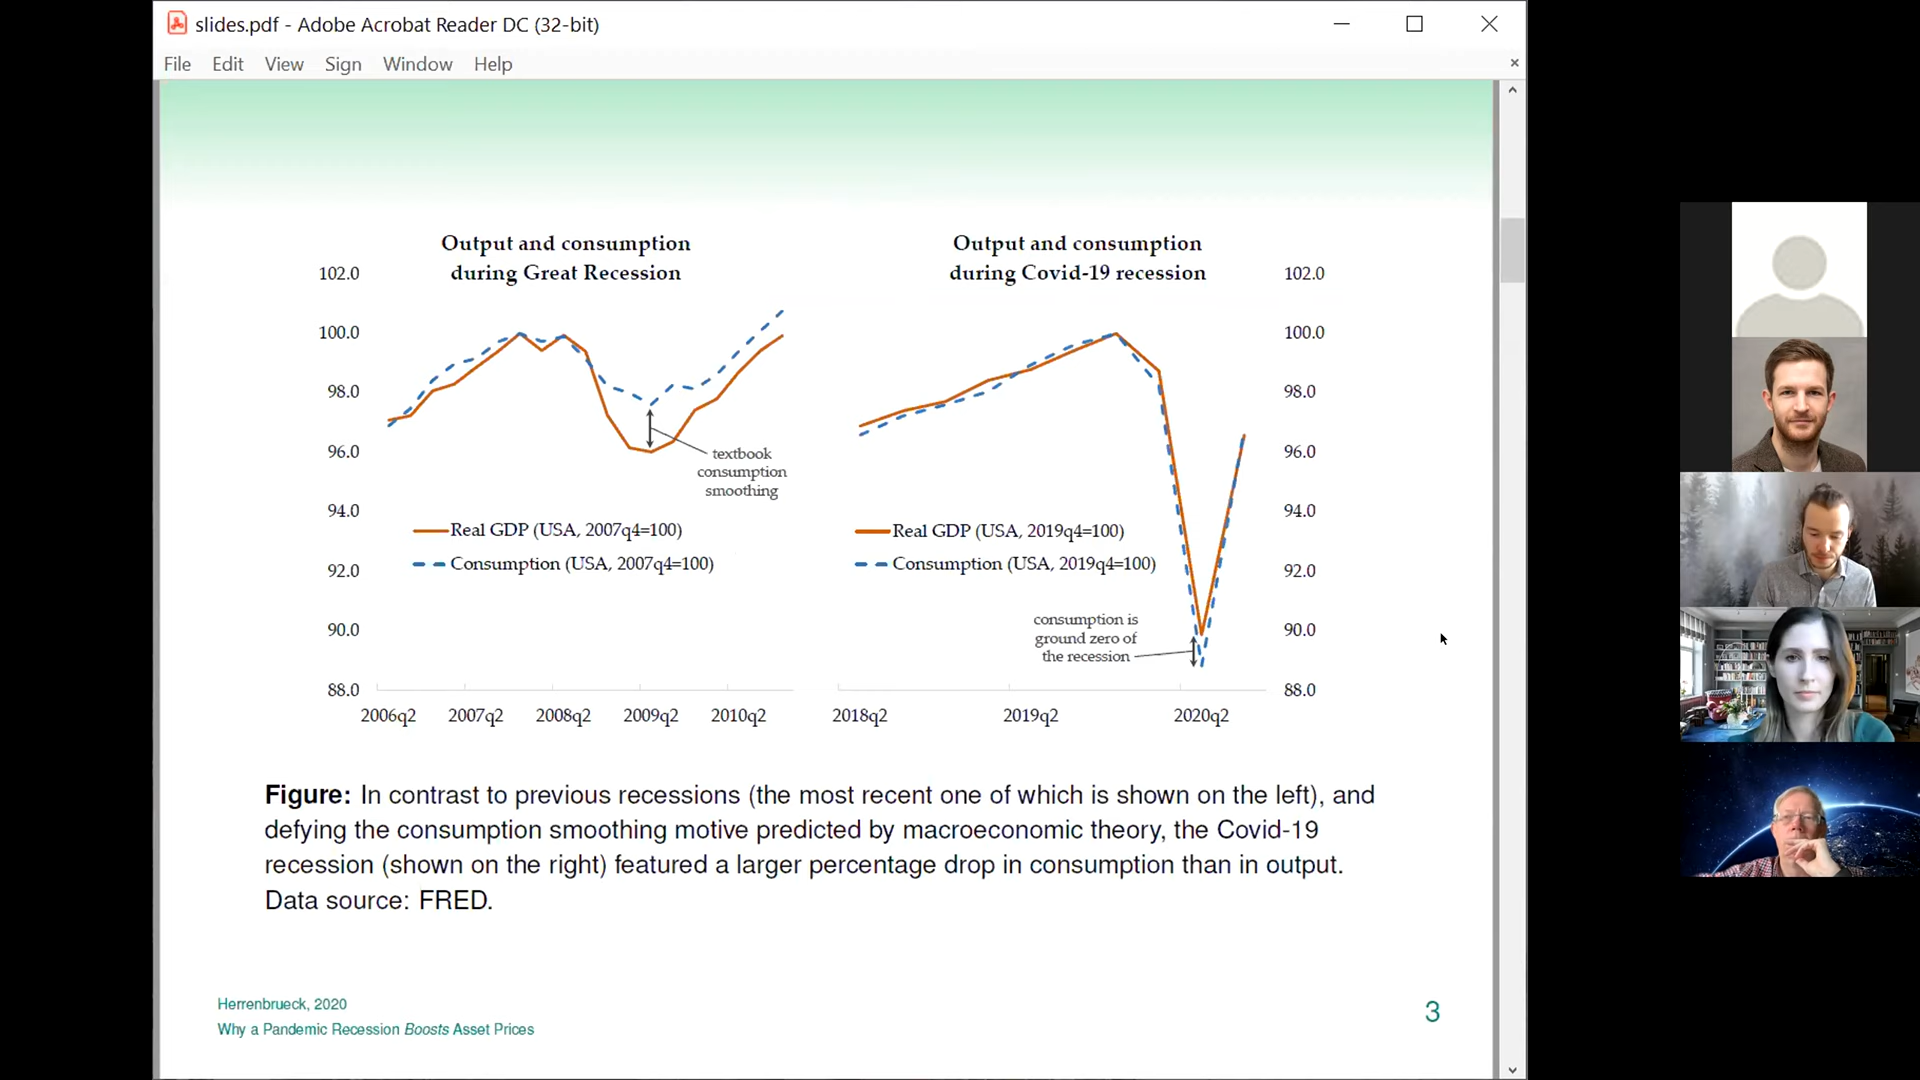 slides.pdf - Adobe Acrobat Reader DC (32-bit)
File Edit View Sign Window Help
Output and consumption
during Great Recession
102.0
100.0
98.0
96.0
94.0
92.0
90.0
88.0
textbook
consumption
smoothing
Real GDP (USA, 2007q4=100)
Consumption (USA, 2007q4=100)
2006q2 2007q2 2008q2 2009q2 2010q2
Output and consumption
during Covid-19 recession
102.0
100.0
98.0
96.0
94.0
92.0
90.0
88.0
Real GDP (USA, 2019q4=100)
Consumption (USA, 2019q4=100)
consumption is
ground zero of
the recession
2018q2 2019q2 2020q2
Figure: In contrast to previous recessions (the most recent one of which is shown on the left), and
defying the consumption smoothing motive predicted by macroeconomic theory, the Covid-19
recession (shown on the right) featured a larger percentage drop in consumption than in output.
Data source: FRED.
Herrenbrueck, 2020
Why a Pandemic Recession Boosts Asset Prices
3